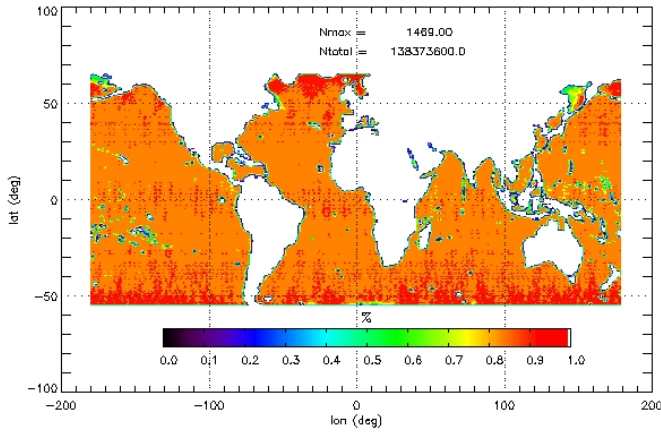 100
Nmax = 1469.00
Ntotal = 138373600.0
50
lat (deg)
0
−50
%
0.0 0.1 0.2 0.3 0.4 0.5 0.6 0.7 0.8 0.9 1.0
−100
−200 −100 0 100 200
lon (deg)